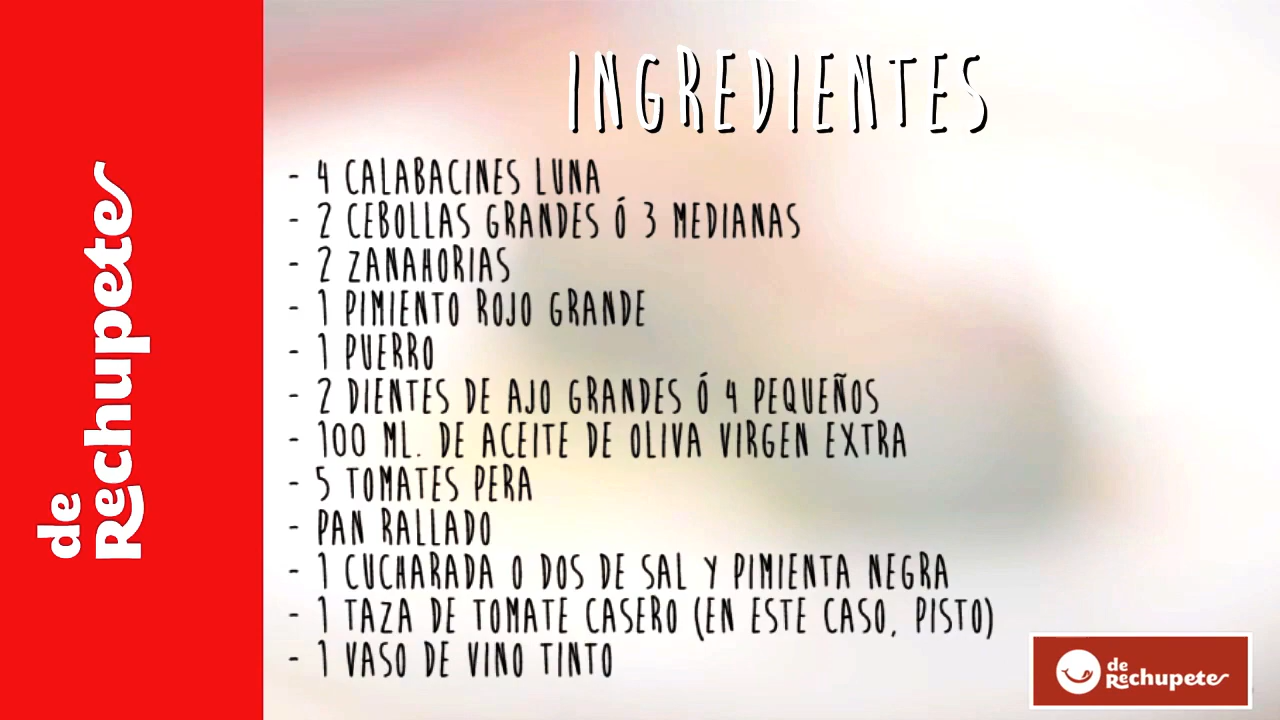 de
Rechupete
INGREDIENTES
- 4 CALABACINES LUNA
- 2 CEBOLLAS GRANDES Ó 3 MEDIANAS
- 2 ZANAHORIAS
- 1 PIMIENTO ROJO GRANDE
- 1 PUERRO
- 2 DIENTES DE AJO GRANDES Ó 4 PEQUEÑOS
- 100 ML. DE ACEITE DE OLIVA VIRGEN EXTRA
- 5 TOMATES PERA
- PAN RALLADO
- 1 CUCHARADA O DOS DE SAL Y PIMIENTA NEGRA
- 1 TAZA DE TOMATE CASERO (EN ESTE CASO, PISTO)
- 1 VASO DE VINO TINTO
de
Rechupete